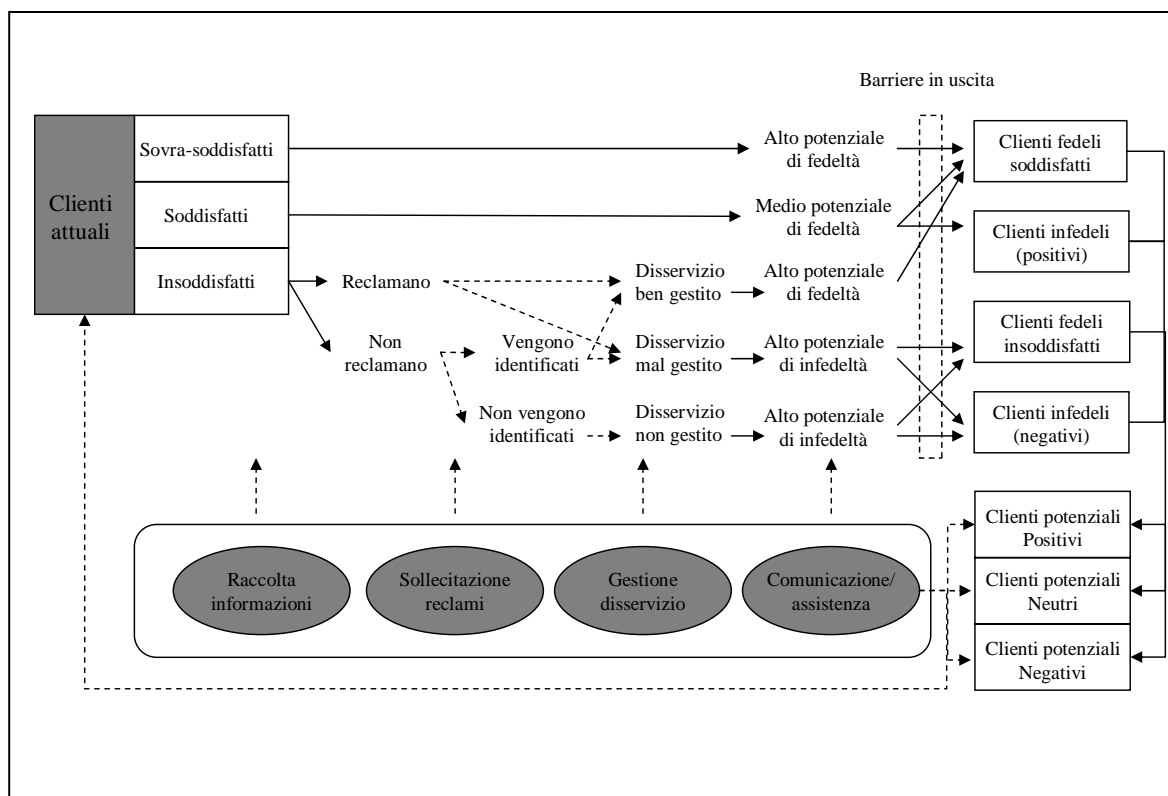 Barriere in uscita
Clienti
attuali
Sovra-soddisfatti
Soddisfatti
Insoddisfatti
Alto potenziale
di fedeltà
Medio potenziale
di fedeltà
Reclamano
Disservizio
ben gestito
Alto potenziale
di fedeltà
Non
reclamano
Vengono
identificati
Disservizio
mal gestito
Alto potenziale
di infedeltà
Non vengono
identificati
Disservizio
non gestito
Alto potenziale
di infedeltà
Clienti fedeli
soddisfatti
Clienti infedeli
(positivi)
Clienti fedeli
insoddisfatti
Clienti infedeli
(negativi)
Raccolta
informazioni
Sollecitazione
reclami
Gestione
disservizio
Comunicazione/
assistenza
Clienti potenziali
Positivi
Clienti potenziali
Neutri
Clienti potenziali
Negativi